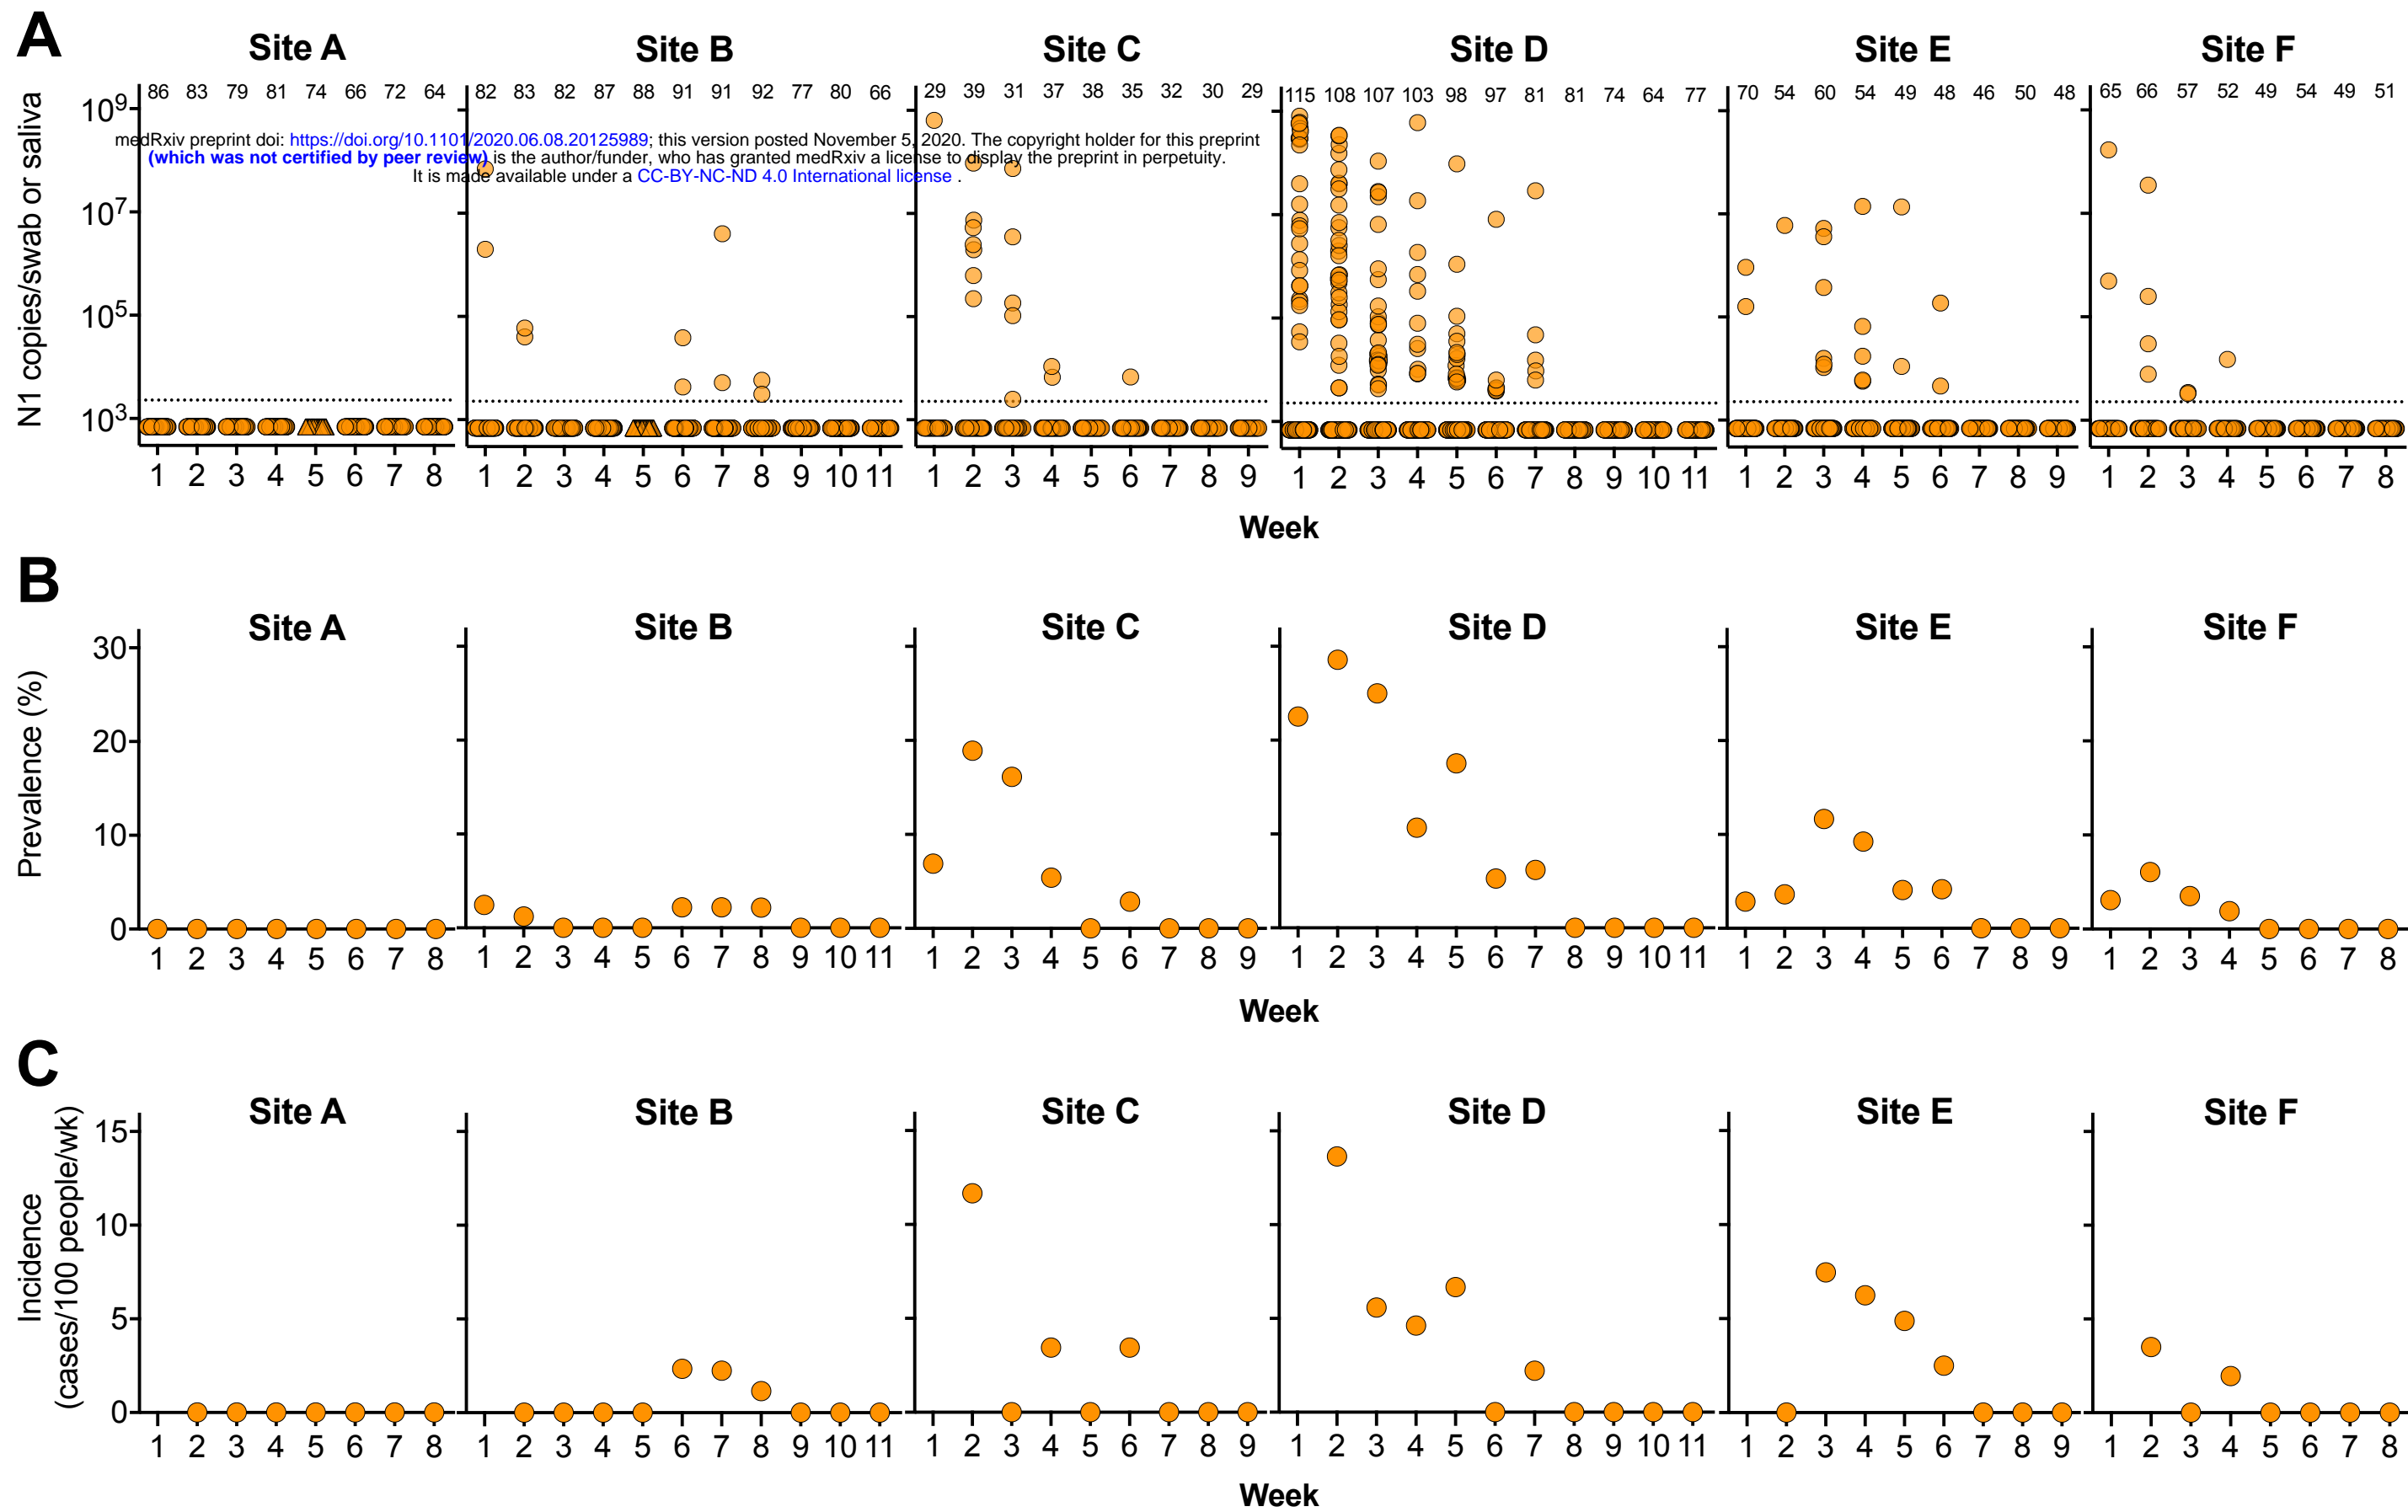 A
Site A Site B Site C Site D Site E Site F
86 83 79 81 74 66 72 64 82 83 82 87 88 91 91 92 77 80 66 29 39 31 37 38 35 32 30 29 115 108 107 103 98 97 81 81 74 64 77 70 54 60 54 49 48 46 50 48 65 66 57 52 49 54 49 51
N1 copies/swab or saliva
10⁹
medRxiv preprint doi: https://doi.org/10.1101/2020.06.08.20125989; this version posted November 5, 2020. The copyright holder for this preprint
(which was not certified by peer review) is the author/funder, who has granted medRxiv a license to display the preprint in perpetuity.
It is made available under a CC-BY-NC-ND 4.0 International license .
10⁷
10⁵
10³
1 2 3 4 5 6 7 8 1 2 3 4 5 6 7 8 9 10 11 1 2 3 4 5 6 7 8 9 1 2 3 4 5 6 7 8 9 10 11 1 2 3 4 5 6 7 8 9 1 2 3 4 5 6 7 8
Week
B
Site A Site B Site C Site D Site E Site F
Prevalence (%)
30
20
10
0
1 2 3 4 5 6 7 8 1 2 3 4 5 6 7 8 9 10 11 1 2 3 4 5 6 7 8 9 1 2 3 4 5 6 7 8 9 10 11 1 2 3 4 5 6 7 8 9 1 2 3 4 5 6 7 8
Week
C
Site A Site B Site C Site D Site E Site F
Incidence
(cases/100 people/wk)
15
10
5
0
1 2 3 4 5 6 7 8 1 2 3 4 5 6 7 8 9 10 11 1 2 3 4 5 6 7 8 9 1 2 3 4 5 6 7 8 9 10 11 1 2 3 4 5 6 7 8 9 1 2 3 4 5 6 7 8
Week